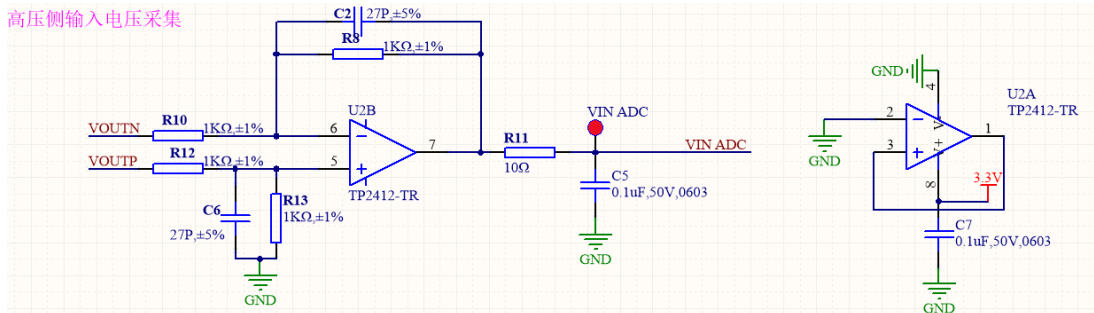 高压侧输入电压采集
C2
27P,±5%
R8
1KΩ,±1%
VOUTN
R10
1KΩ,±1%
VOUTP
R12
1KΩ,±1%
U2B
6
5
7
TP2412-TR
C6
27P,±5%
R13
1KΩ,±1%
GND
R11
10Ω
VIN ADC
VIN ADC
C5
0.1uF,50V,0603
GND
GND
4
U2A
TP2412-TR
2
3
1
V-
V+
8
GND
3.3V
C7
0.1uF,50V,0603
GND